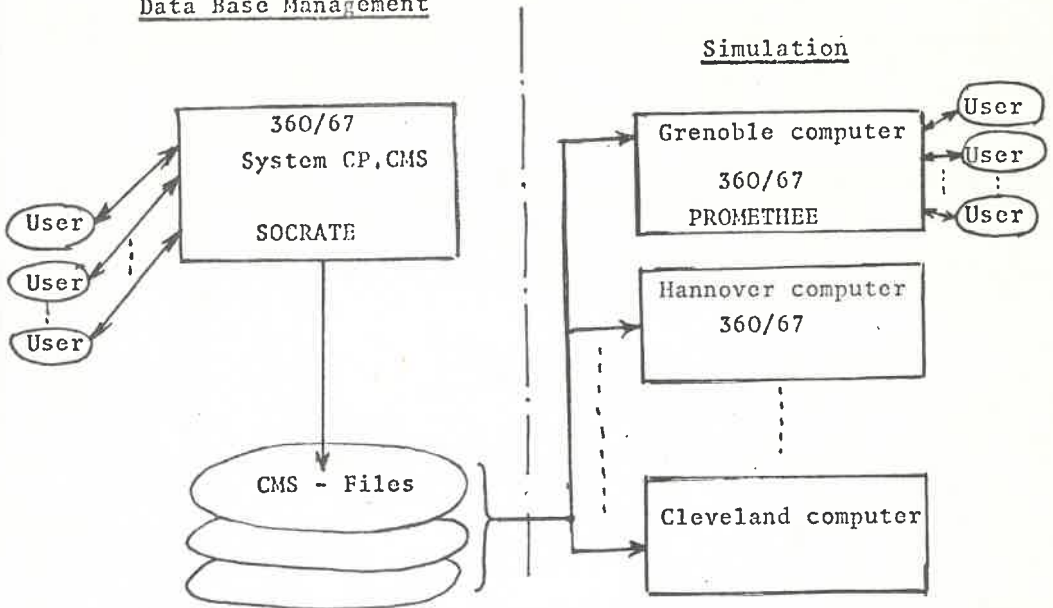 Data Base Management
Simulation
360/67
System CP,CMS
SOCRATE
User
User
User
CMS - Files
Grenoble computer
360/67
PROMETHEE
User
User
User
Hannover computer
360/67
Cleveland computer